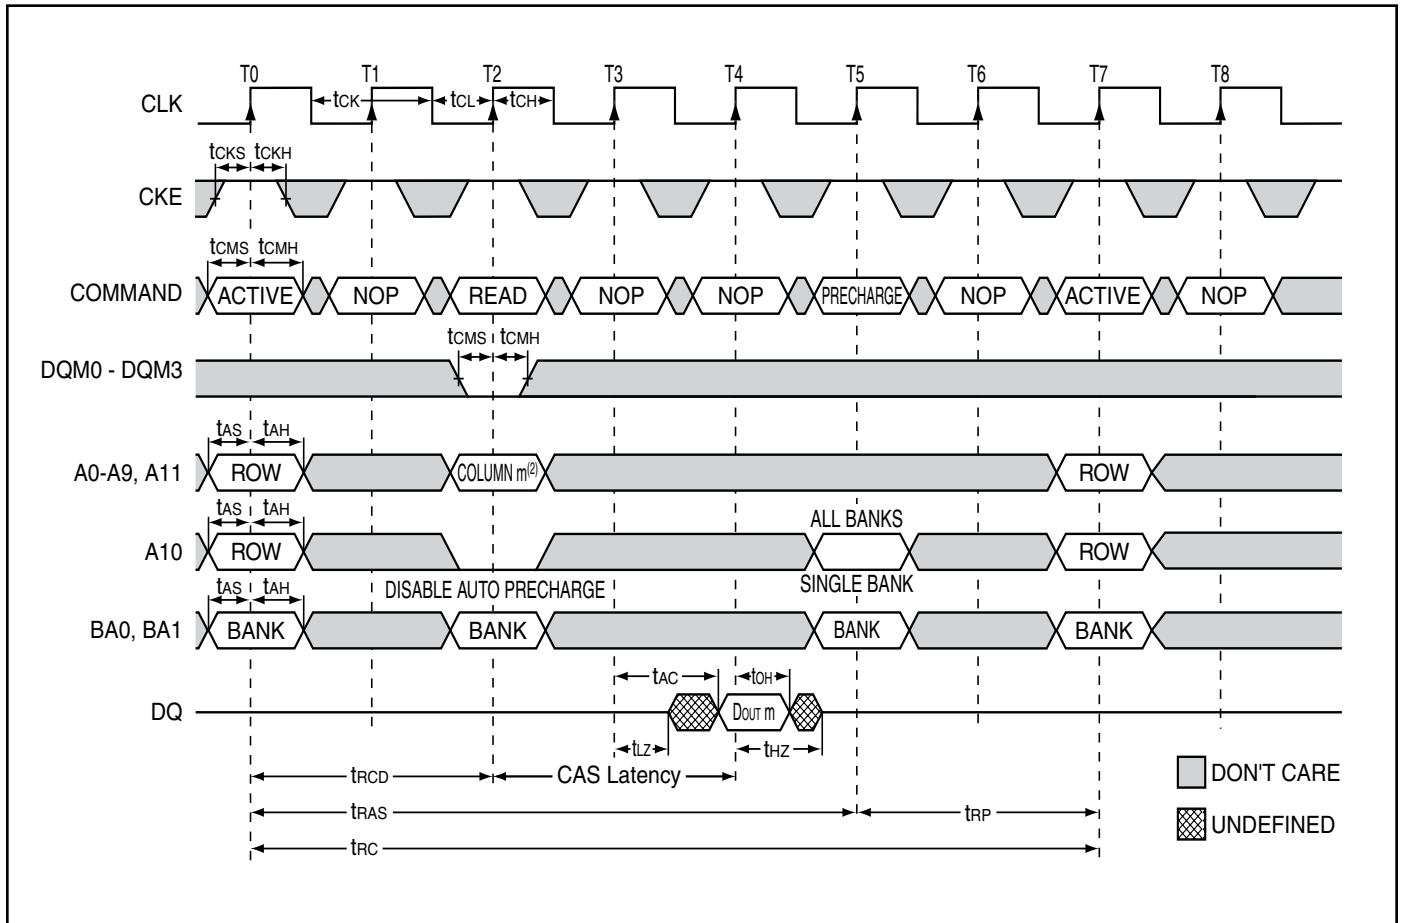 T0 T1 T2 T3 T4 T5 T6 T7 T8
CLK tCK tCL tCH
tCKS tCKH
CKE
tCMS tCMH
COMMAND ACTIVE NOP READ NOP NOP PRECHARGE NOP ACTIVE NOP
tCMS tCMH
DQM0 - DQM3
tAS tAH
A0-A9, A11 ROW COLUMN m(2) ROW
tAS tAH ALL BANKS
A10 ROW ROW
DISABLE AUTO PRECHARGE SINGLE BANK
tAS tAH
BA0, BA1 BANK BANK BANK BANK
tAC tOH
DQ DOUT m
tLZ tHZ
tRCD CAS Latency DON'T CARE
tRAS tRP
UNDEFINED
tRC